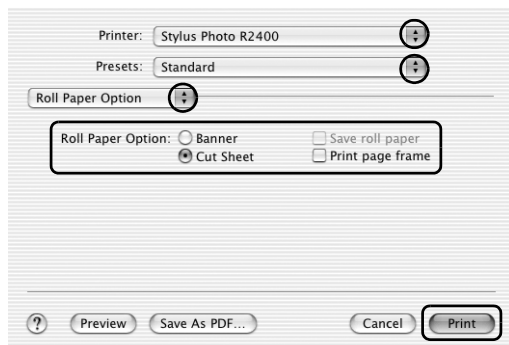 Printer: Stylus Photo R2400
Presets: Standard
Roll Paper Option
Roll Paper Option: Banner Save roll paper
Cut Sheet Print page frame
? Preview Save As PDF... Cancel Print